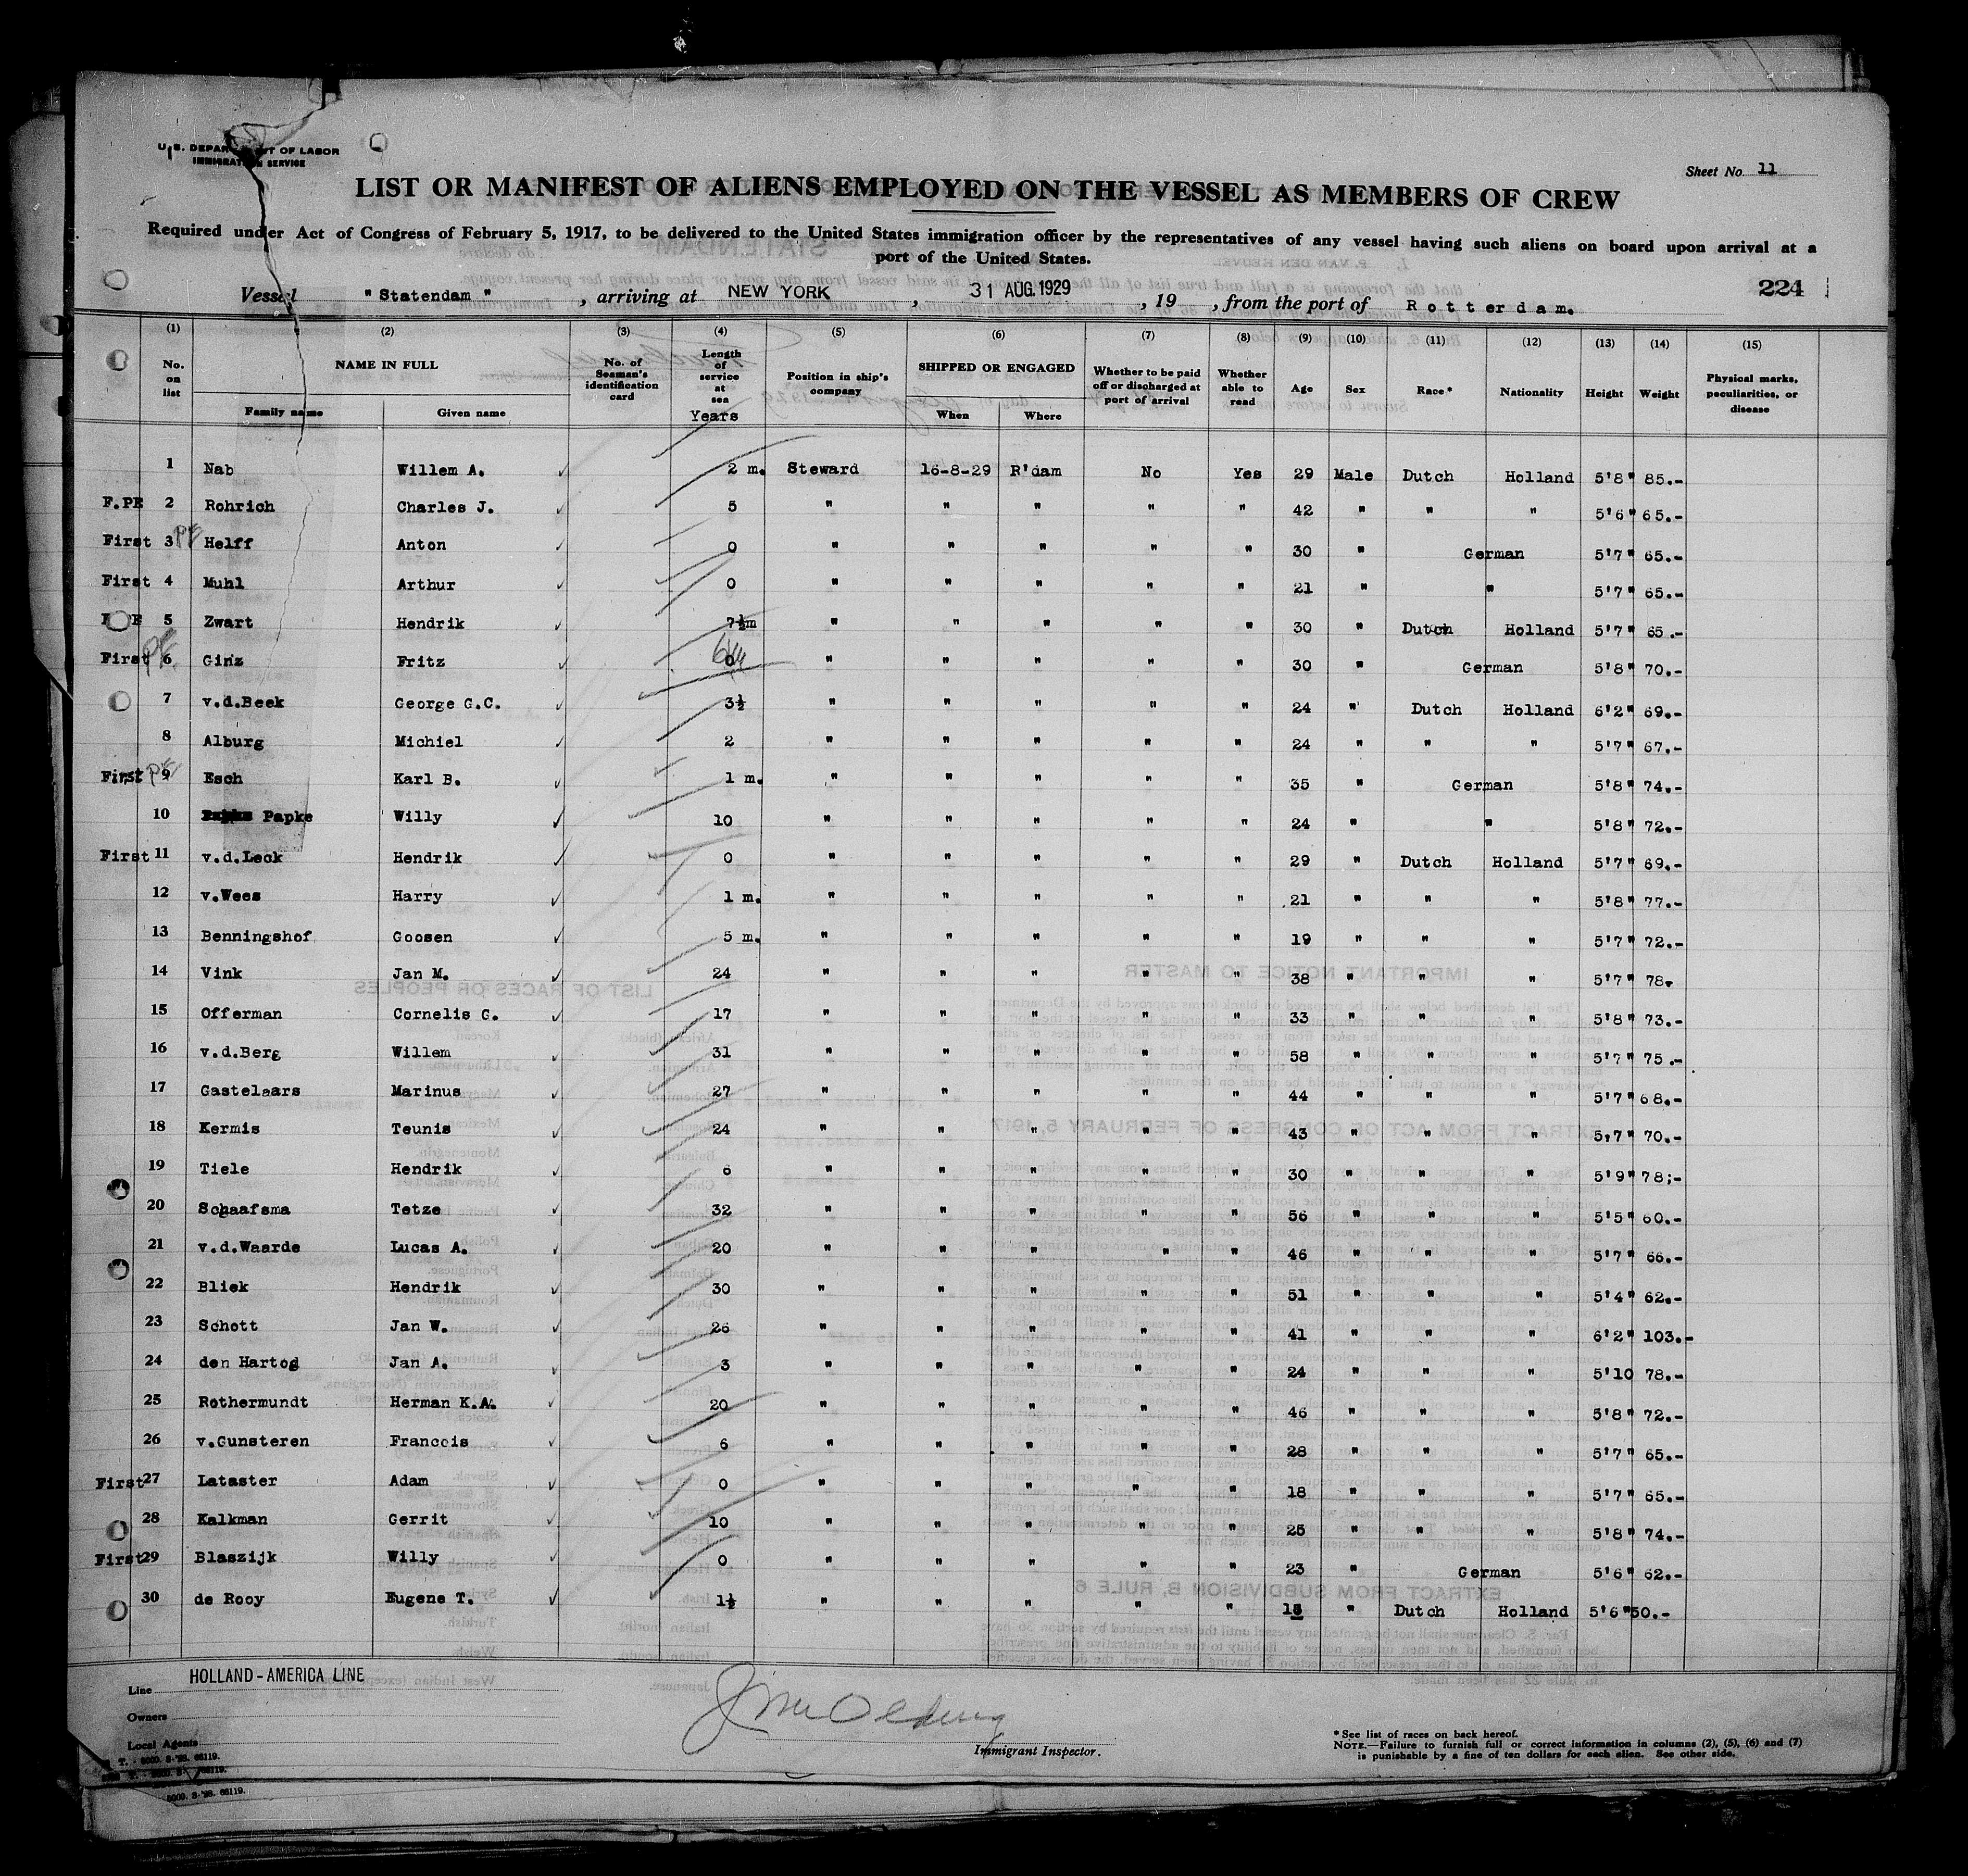 U.S. DEPARTMENT OF LABOR
IMMIGRATION SERVICE
Sheet No. 11
LIST OR MANIFEST OF ALIENS EMPLOYED ON THE VESSEL AS MEMBERS OF CREW
Required under Act of Congress of February 5, 1917, to be delivered to the United States immigration officer by the representatives of any vessel having such aliens on board upon arrival at a
port of the United States.
Vessel "Statendam", arriving at NEW YORK, 31 AUG. 1929, 19 , from the port of Rotterdam.
224
(1) (2) (3) (4) (5) (6) (7) (8) (9) (10) (11) (12) (13) (14) (15)
No. on list NAME IN FULL Family name Given name No. of Seaman's identification card Length of service at sea Years Position in ship's company SHIPPED OR ENGAGED When Where Whether to be paid off or discharged at port of arrival Whether able to read Age Sex Race* Nationality Height Weight Physical marks, peculiarities, or disease
1 Nab Willem A. 2 m. Steward 16-8-29 R'dam No Yes 29 Male Dutch Holland 5'8" 85.-
F.PE 2 Rohrich Charles J. 5 " " " " " 42 " " " 5'6" 65.-
First 3 PE Helff Anton 0 " " " " " 30 " German 5'7" 65.-
First 4 Muhl Arthur 0 " " " " " 21 " " 5'7" 65.-
5 Zwart Hendrik 7½m " " " " " 30 " Dutch Holland 5'7" 65.-
First PE 6 Ginz Fritz 0 " " " " " 30 " German 5'8" 70.-
7 v.d.Beek George G.C. 3½ " " " " " 24 " Dutch Holland 6'2" 69.-
8 Alburg Michiel 2 " " " " " 24 " " " 5'7" 67.-
First PE 9 Esch Karl B. 1 m. " " " " " 35 " German 5'8" 74.-
10 Papke Willy 10 " " " " " 24 " " 5'8" 72.-
First 11 v.d.Leck Hendrik 0 " " " " " 29 " Dutch Holland 5'7" 69.-
12 v.Wees Harry 1 m. " " " " " 21 " " " 5'8" 77.-
13 Benningshof Goosen 5 m. " " " " " 19 " " " 5'7" 72.-
14 Vink Jan M. 24 " " " " " 38 " " " 5'7" 78.-
15 Offerman Cornelis G. 17 " " " " " 33 " " " 5'8" 73.-
16 v.d.Berg Willem 31 " " " " " 58 " " " 5'7" 75.-
17 Gastelaars Marinus 27 " " " " " 44 " " " 5'7" 68.-
18 Kermis Teunis 24 " " " " " 43 " " " 5,7" 70.-
19 Tiele Hendrik 6 " " " " " 30 " " " 5'9" 78;-
20 Schaafsma Tetze 32 " " " " " 56 " " " 5'5" 60.-
21 v.d.Waarde Lucas A. 20 " " " " " 46 " " " 5'7" 66.-
22 Bliek Hendrik 30 " " " " " 51 " " " 5'4" 62.-
23 Schott Jan W. 26 " " " " " 41 " " " 6'2" 103.-
24 den Hartog Jan A. 3 " " " " " 24 " " " 5'10 78.-
25 Rothermundt Herman K.A. 20 " " " " " 46 " " " 5'8" 72.-
26 v.Gunsteren Francois 6 " " " " " 28 " " " 5'7" 65.-
First 27 Lataster Adam 0 " " " " " 18 " " " 5'7" 65.-
28 Kalkman Gerrit 10 " " " " " 25 " " " 5'8" 74.-
First 29 Blaszijk Willy 0 " " " " " 23 " German 5'6" 62.-
30 de Rooy Eugene T. 1½ " " " " " 18 " Dutch Holland 5'6" 50.-
Line HOLLAND-AMERICA LINE
Owners
Local Agents
Immigrant Inspector.
*See list of races on back hereof.
NOTE.—Failure to furnish full or correct information in columns (2), (5), (6) and (7)
is punishable by a fine of ten dollars for each alien. See other side.